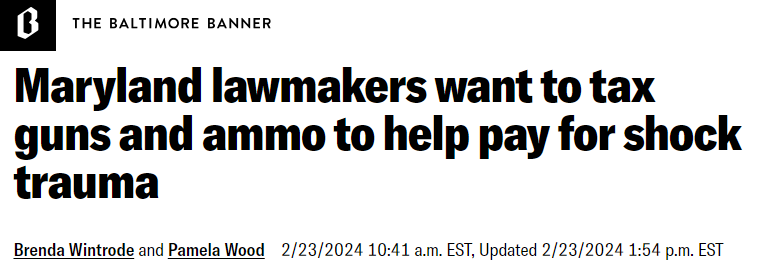 THE BALTIMORE BANNER
Maryland lawmakers want to tax
guns and ammo to help pay for shock
trauma
Brenda Wintrode and Pamela Wood 2/23/2024 10:41 a.m. EST, Updated 2/23/2024 1:54 p.m. EST